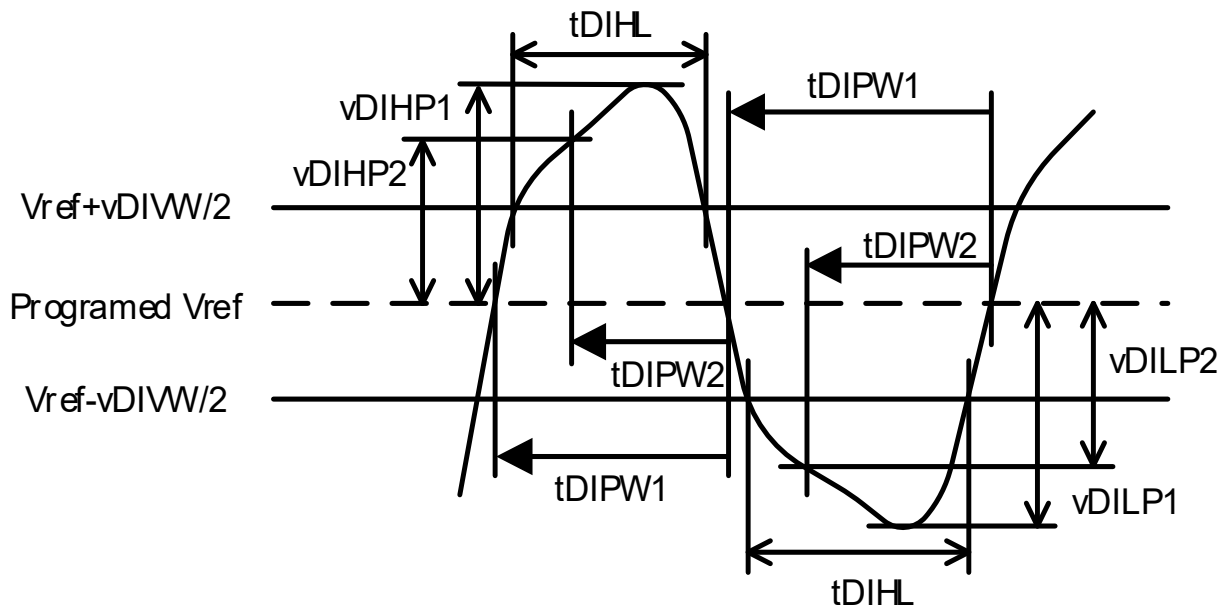 tDIHL
tDIPW1
vDIHP1
vDIHP2
Vref+vDIVW/2
tDIPW2
Programed Vref
tDIPW2
vDILP2
Vref-vDIVW/2
tDIPW1
vDILP1
tDIHL